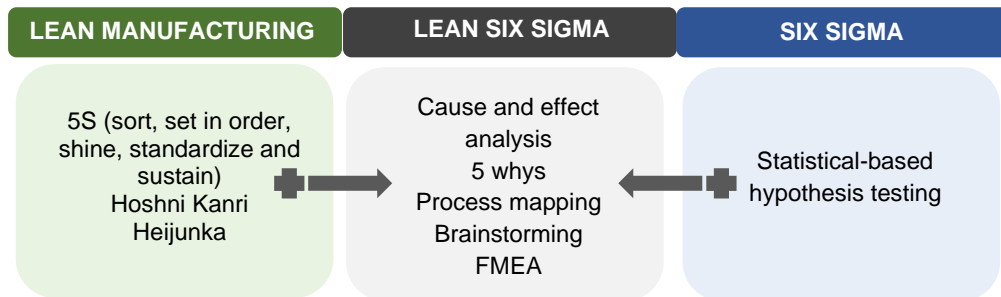 LEAN MANUFACTURING
LEAN SIX SIGMA
SIX SIGMA
5S (sort, set in order,
shine, standardize and
sustain)
Hoshni Kanri
Heijunka
Cause and effect
analysis
5 whys
Process mapping
Brainstorming
FMEA
Statistical-based
hypothesis testing